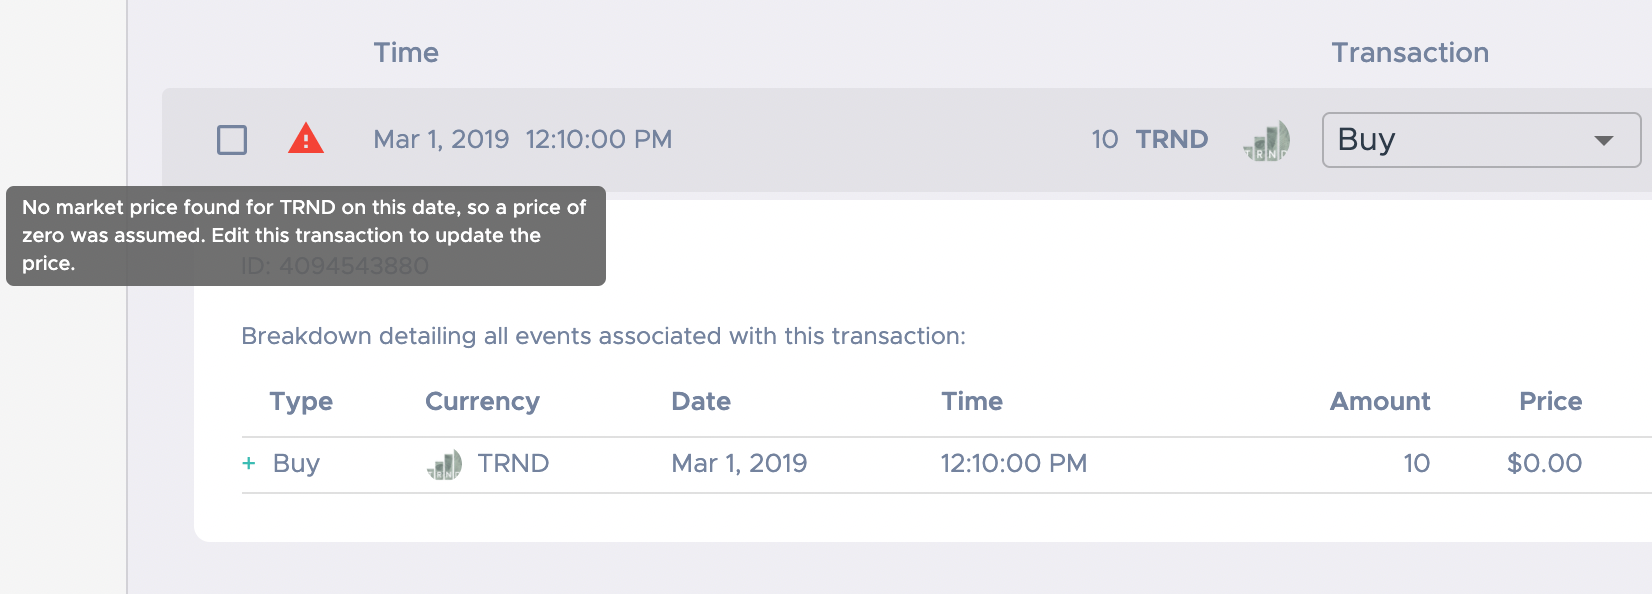 Time Transaction
Mar 1, 2019 12:10:00 PM 10 TRND TRND Buy
No market price found for TRND on this date, so a price of
zero was assumed. Edit this transaction to update the
price.
ID: 4094543880
Breakdown detailing all events associated with this transaction:
Type Currency Date Time Amount Price
+ Buy TRND TRND Mar 1, 2019 12:10:00 PM 10 $0.00